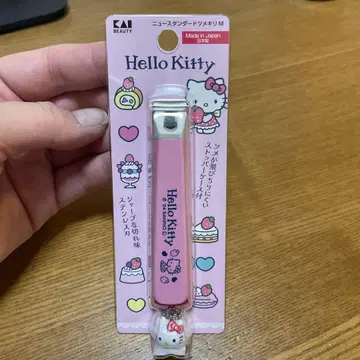 KAI
BEAUTY
ニュースタンダードツメキリ M
Made in Japan
日本製
Hello Kitty
ツメが飛びちりにくい
ストッパーケース付
シャープな切れ味
ステンレス刃
Hello Kitty
©'24 SANRIO